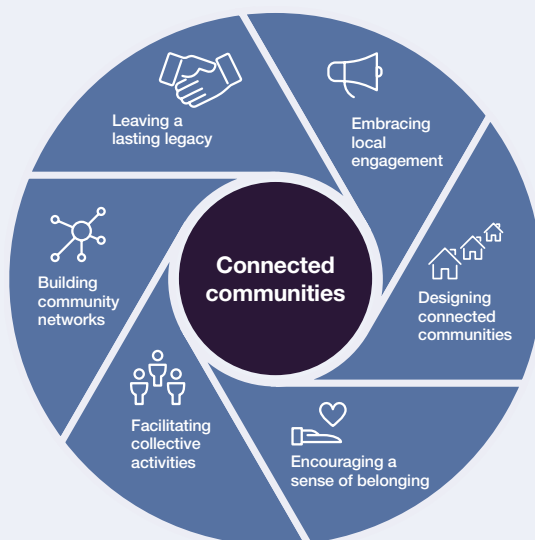 Connected
communities
Embracing
local
engagement
Designing
connected
communities
Encouraging a
sense of belonging
Facilitating
collective
activities
Building
community
networks
Leaving a
lasting legacy